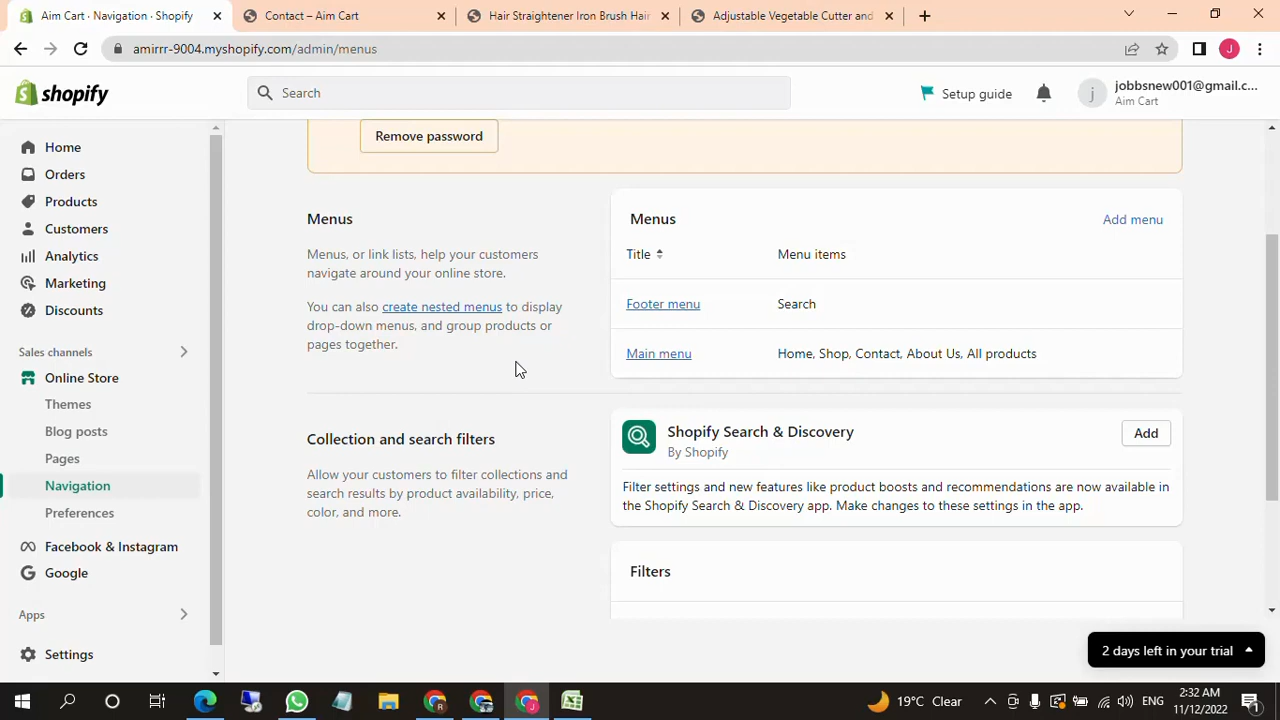 Aim Cart · Navigation · Shopify
Contact – Aim Cart
Hair Straightener Iron Brush Hair
Adjustable Vegetable Cutter and
amirrr-9004.myshopify.com/admin/menus
J
shopify
Search
Setup guide
j
jobbsnew001@gmail.c...
Aim Cart
Home
Orders
Products
Customers
Analytics
Marketing
Discounts
Sales channels
Online Store
Themes
Blog posts
Pages
Navigation
Preferences
Facebook & Instagram
Google
Apps
Settings
Remove password
Menus
Menus, or link lists, help your customers
navigate around your online store.
You can also create nested menus to display
drop-down menus, and group products or
pages together.
Menus
Add menu
Title
Menu items
Footer menu
Search
Main menu
Home, Shop, Contact, About Us, All products
Collection and search filters
Allow your customers to filter collections and
search results by product availability, price,
color, and more.
Shopify Search & Discovery
By Shopify
Add
Filter settings and new features like product boosts and recommendations are now available in
the Shopify Search & Discovery app. Make changes to these settings in the app.
Filters
2 days left in your trial
R
J
19°C Clear
ENG
2:32 AM
11/12/2022
1